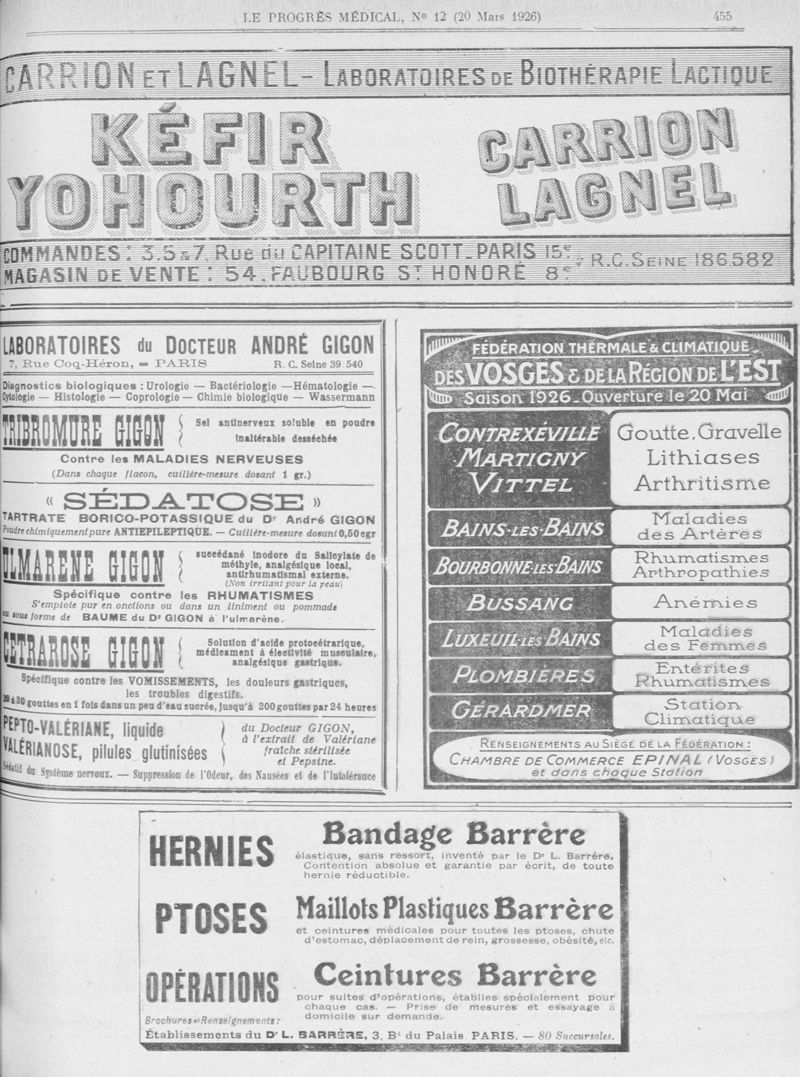 LE PROGRÈS MÉDICAL, No 12 (20 Mars 1926) 455
CARRION ET LAGNEL - LABORATOIRES DE BIOTHÉRAPIE LACTIQUE
KÉFIR
YOHOURTH
CARRION
LAGNEL
COMMANDES : 3.5 & 7, Rue du CAPITAINE SCOTT_PARIS 15e
MAGASIN DE VENTE : 54. FAUBOURG ST HONORÉ 8e
R.C. SEINE 186.582
LABORATOIRES du DOCTEUR ANDRÉ GIGON
7, Rue Coq-Héron, = PARIS R. C. Seine 39 540
Diagnostics biologiques : Urologie — Bactériologie —Hématologie —.
Cytologie — Histologie — Coprologie — Chimie biologique — Wassermann
TRIBROMURE GIGON
Sel antinerveux soluble en poudre
inaltérable desséchée
Contre les MALADIES NERVEUSES
(Dans chaque flacon, cuillère-mesure dosant 1 gr.)
« SÉDATOSE »
TARTRATE BORICO-POTASSIQUE du Dr André GIGON
Poudre chimiquement pure ANTIEPILEPTIQUE. — Cuillère-mesure dosant 0,50 egr
ULMARÈNE GIGON
succédané inodore du Salicylate de
méthyle, analgésique local,
antirhumatismal externe.
(Non irritant pour la peau)
Spécifique contre les RHUMATISMES
S'emploie pur en onctions ou dans un liniment ou pommade
ou sous forme de BAUME du Dr GIGON à l'ulmarène.
CÉTRAROSE GIGON
Solution d'acide protocétrarique,
médicament à électivité musculaire,
analgésique gastrique.
Spécifique contre les VOMISSEMENTS, les douleurs gastriques,
les troubles digestifs.
20 à 30 gouttes en 1 fois dans un peu d'eau sucrée, jusqu'à 200 gouttes par 24 heures
PEPTO-VALÉRIANE, liquide
VALÉRIANOSE, pilules glutinisées
du Docteur GIGON,
à l'extrait de Valériane
fraîche stérilisée
et Pepsine.
Sédatif du Système nerveux. — Suppression de l'Odeur, des Nausées et de l'Intolérance
FÉDÉRATION THERMALE & CLIMATIQUE
DES VOSGES & DE LA RÉGION DE L'EST
Saison 1926_Ouverture le 20 Mai
CONTREXÉVILLE Goutte. Gravelle
MARTIGNY Lithiases
VITTEL Arthritisme
BAINS-LES-BAINS Maladies
des Artères
BOURBONNE-LES-BAINS Rhumatismes
Arthropathies
BUSSANG Anémies
LUXEUIL-LES-BAINS Maladies
des Femmes
PLOMBIÈRES Entérites
Rhumatismes
GÉRARDMER Station
Climatique
RENSEIGNEMENTS AU SIÈGE DE LA FÉDÉRATION :
CHAMBRE DE COMMERCE EPINAL (VOSGES)
et dans chaque Station
HERNIES
Bandage Barrère
élastique, sans ressort, inventé par le Dr L. Barrère.
Contention absolue et garantie par écrit, de toute
hernie réductible.
PTOSES
Maillots Plastiques Barrère
et ceintures médicales pour toutes les ptoses, chute
d'estomac, déplacement de rein, grossesse, obésité, etc.
OPÉRATIONS
Ceintures Barrère
pour suites d'opérations, établies spécialement pour
chaque cas. — Prise de mesures et essayage à
domicile sur demande.
Brochures et Renseignements :
Établissements du Dr L. BARRÈRE, 3, Bd du Palais, PARIS. — 80 Succursales.